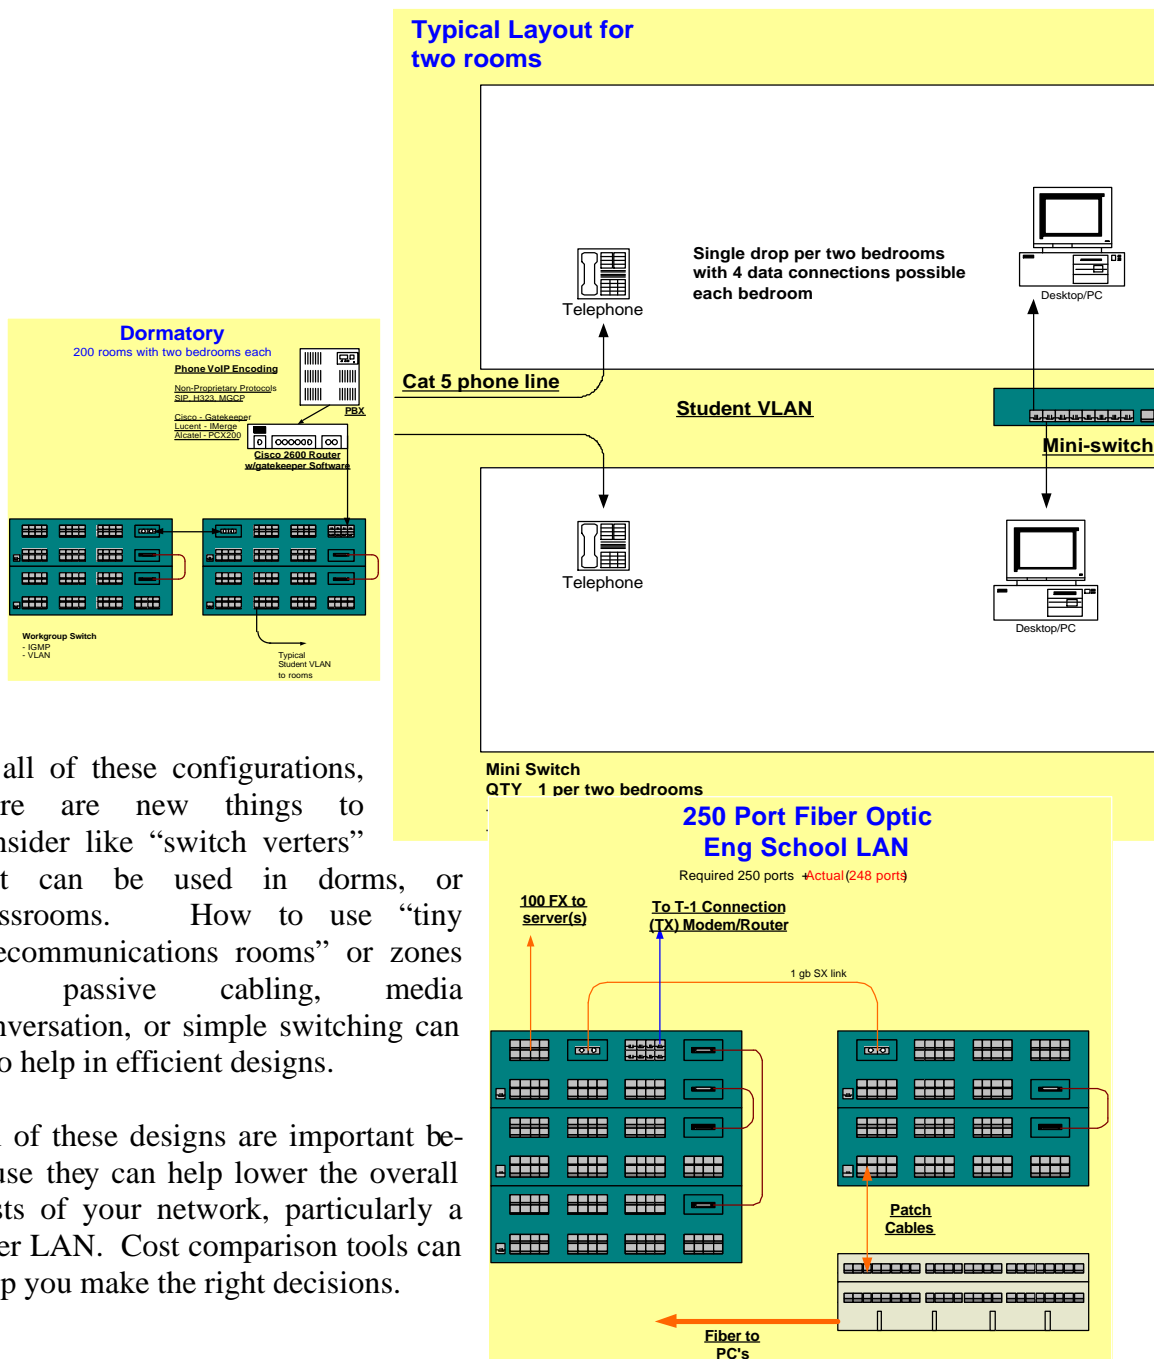 Typical Layout for
two rooms
Single drop per two bedrooms
with 4 data connections possible
each bedroom
Telephone
Desktop/PC
Cat 5 phone line
Student VLAN
Mini-switch
Telephone
Desktop/PC
Mini Switch
QTY 1 per two bedrooms
Dormatory
200 rooms with two bedrooms each
Phone VoIP Encoding
Non-Proprietary Protocols
SIP, H323, MGCP
Cisco - Gatekeeper
Lucent - IMerge
Alcatel - PCX200
PBX
Cisco 2600 Router
w/gatekeeper Software
Workgroup Switch
- IGMP
- VLAN
Typical
Student VLAN
to rooms
all of these configurations,
re are new things to
nsider like “switch verters”
t can be used in dorms, or
ssrooms. How to use “tiny
ecommunications rooms” or zones
passive cabling, media
nversation, or simple switching can
o help in efficient designs.
of these designs are important be-
use they can help lower the overall
sts of your network, particularly a
er LAN. Cost comparison tools can
p you make the right decisions.
250 Port Fiber Optic
Eng School LAN
Required 250 ports +Actual (248 ports)
100 FX to
server(s)
To T-1 Connection
(TX) Modem/Router
1 gb SX link
Patch
Cables
Fiber to
PC's